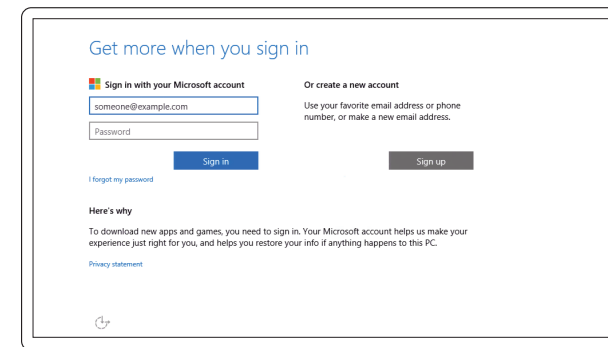 Get more when you sign in
Sign in with your Microsoft account
someone@example.com
Password
Sign in
I forgot my password
Or create a new account
Use your favorite email address or phone
number, or make a new email address.
Sign up
Here's why
To download new apps and games, you need to sign in. Your Microsoft account helps us make your
experience just right for you, and helps you restore your info if anything happens to this PC.
Privacy statement